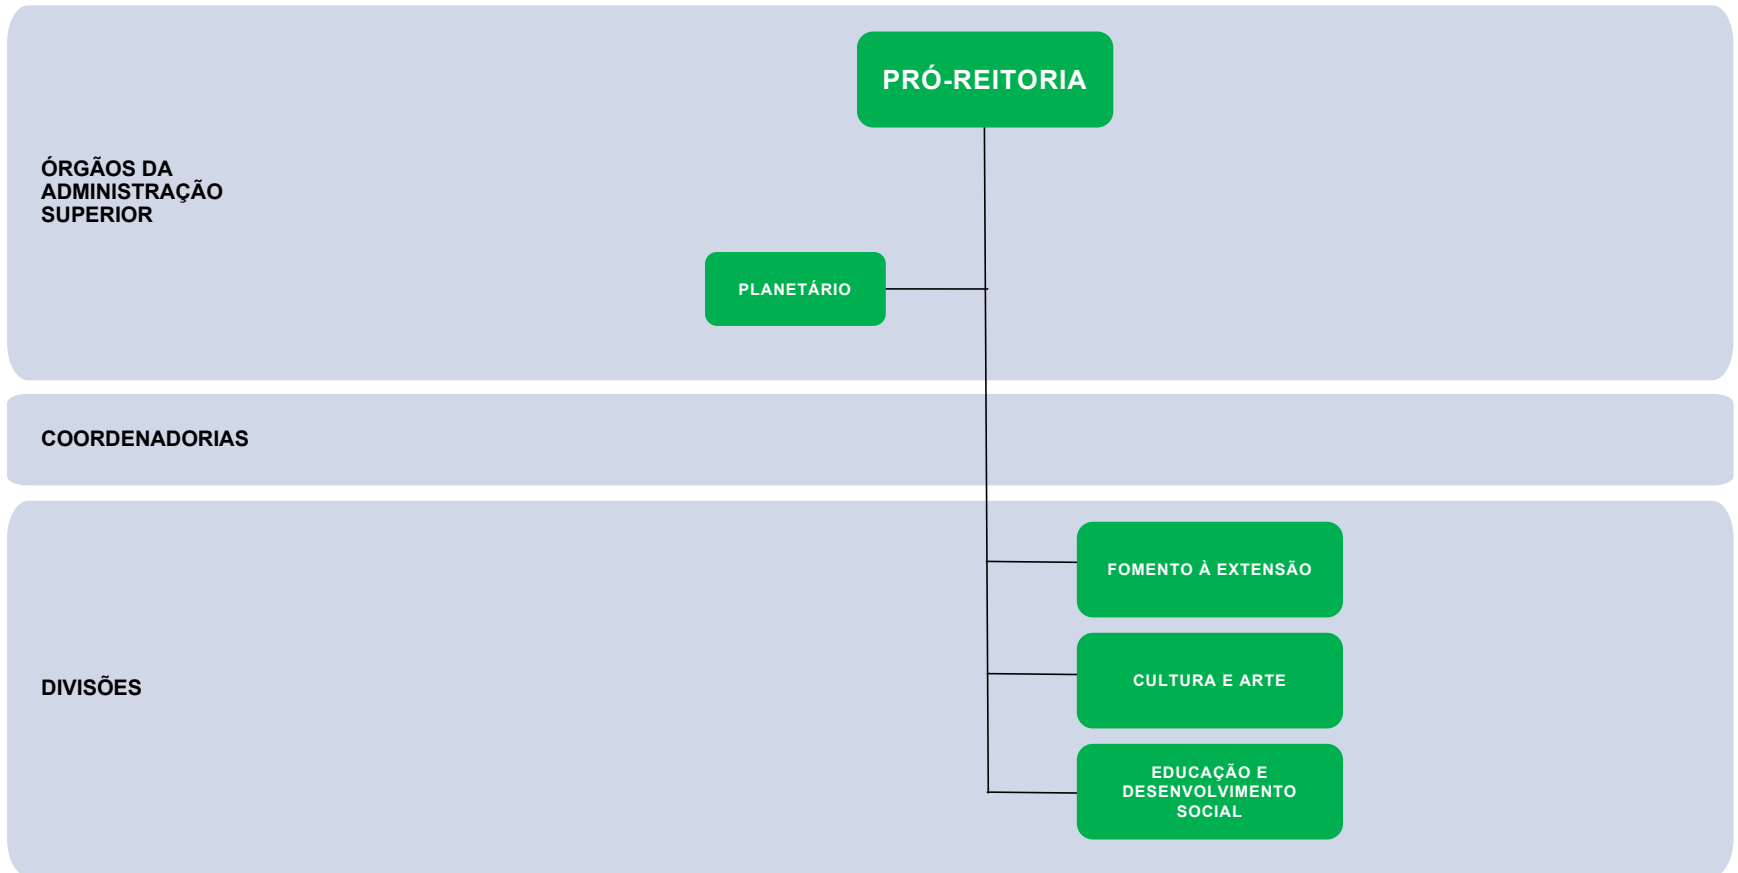 PRÓ-REITORIA
ÓRGÃOS DA
ADMINISTRAÇÃO
SUPERIOR
PLANETÁRIO
COORDENADORIAS
FOMENTO À EXTENSÃO
CULTURA E ARTE
DIVISÕES
EDUCAÇÃO E
DESENVOLVIMENTO
SOCIAL